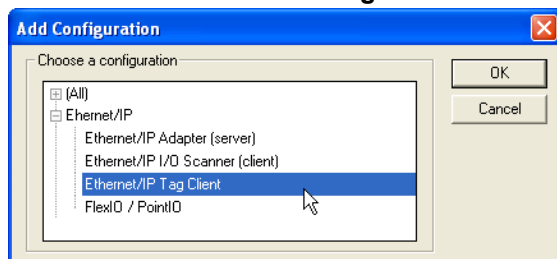 Add Configuration
Choose a configuration
OK
Cancel
(All)
Ehernet/IP
Ethernet/IP Adapter (server)
Ethernet/IP I/O Scanner (client)
Ethernet/IP Tag Client
FlexIO / PointIO